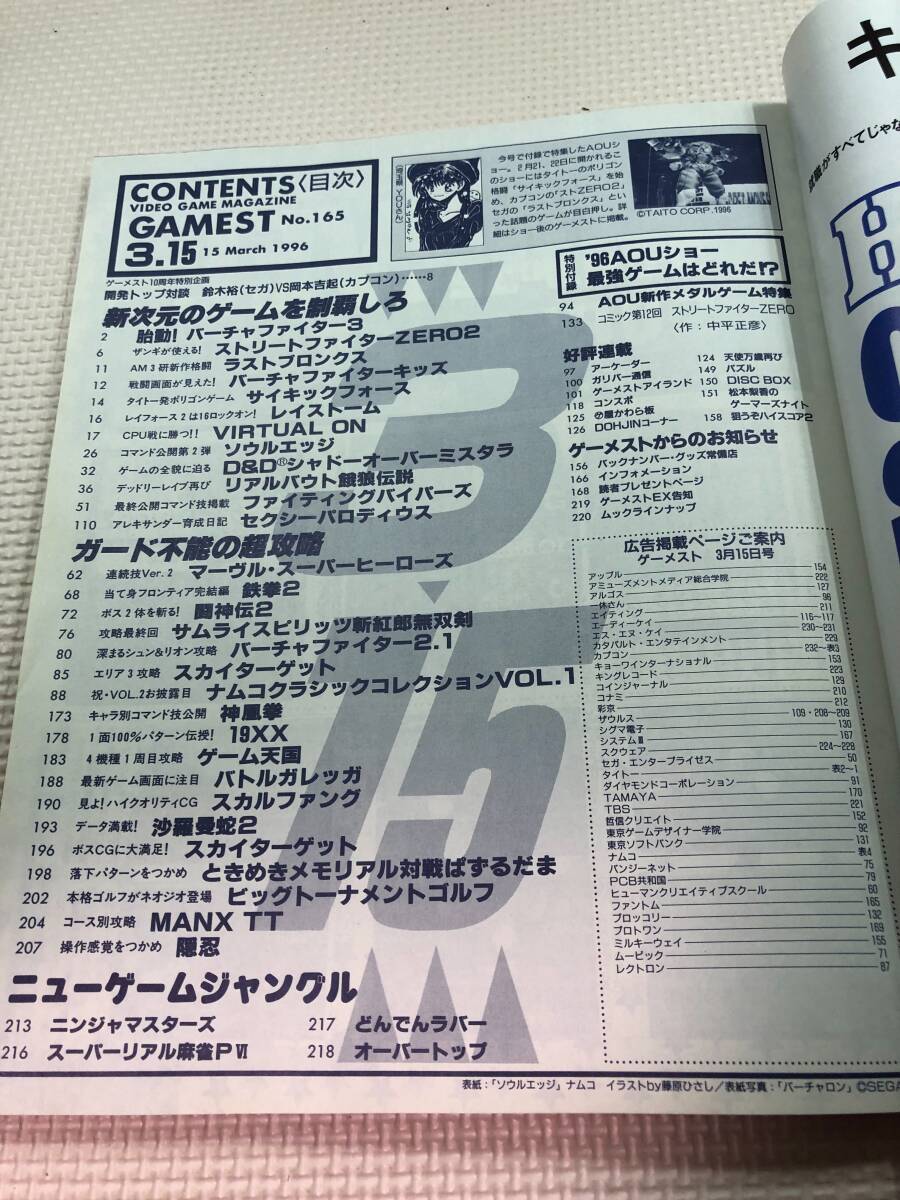 CONTENTS〈目次〉
VIDEO GAME MAGAZINE
GAMEST No.165
3.15 15 March 1996
今号で付録で特集したAOUショ
ー。2月21、22日に開かれるこ
のショーにはタイトーのポリゴン
格闘「サイキックフォース」を始
め、カプコンの「ストZERO2」
セガの「ラストブロンクス」とい
った話題のゲームが目白押し。詳
細はショー後のゲーメストに掲載。
©TAITO CORP.1996
ゲーメスト10周年特別企画
開発トップ対談 鈴木裕(セガ)VS岡本吉起(カプコン)……8
新次元のゲームを制覇しろ
2 胎動! バーチャファイター3
6 ザンギが使える! ストリートファイターZERO2
11 AM3研新作格闘 ラストブロンクス
12 戦闘画面が見えた! バーチャファイターキッズ
14 タイトー発ポリゴンゲーム サイキックフォース
16 レイフォース2は16ロックオン! レイストーム
17 CPU戦に勝つ!! VIRTUAL ON
26 コマンド公開第2弾 ソウルエッジ
32 ゲームの全貌に迫る D&D®シャドーオーバーミスタラ
36 デッドリーレイブ再び リアルバウト餓狼伝説
51 最終公開コマンド技掲載 ファイティングバイパーズ
110 アレキサンダー育成日記 セクシーパロディウス
ガード不能の超攻略
62 連続技Ver.2 マーヴル・スーパーヒーローズ
68 当て身フロンティア完結編 鉄拳2
72 ボス2体を斬る! 闘神伝2
76 攻略最終回 サムライスピリッツ斬紅郎無双剣
80 深まるシュン&リオン攻略 バーチャファイター2.1
85 エリア3攻略 スカイターゲット
88 祝・VOL.2お披露目 ナムコクラシックコレクションVOL.1
173 キャラ別コマンド技公開 神凰拳
178 1面100%パターン伝授! 19XX
183 4機種1周目攻略 ゲーム天国
188 最新ゲーム画面に注目 バトルガレッガ
190 見よ!ハイクオリティCG スカルファング
193 データ満載! 沙羅曼蛇2
196 ボスCGに大満足! スカイターゲット
198 落下パターンをつかめ ときめきメモリアル対戦ぱずるだま
202 本格ゴルフがネオジオ登場 ビッグトーナメントゴルフ
204 コース別攻略 MANX TT
207 操作感覚をつかめ 隠忍
ニューゲームジャングル
213 ニンジャマスターズ
216 スーパーリアル麻雀PⅥ
217 どんでんラバー
218 オーバートップ
特別付録
'96AOUショー
最強ゲームはどれだ!?
94 AOU新作メダルゲーム特集
133 コミック第12回 ストリートファイターZERO
〈作:中平正彦〉
好評連載
97 アーケーダー
100 ガリバー通信
101 ゲーメストアイランド
118 コンスポ
125 屋かわら板
126 DOHJINコーナー
124 天使万歳再び
149 パズル
150 DISC BOX
151 松本梨香の
ゲーマーズナイト
158 狙うぞハイスコア2
ゲーメストからのお知らせ
156 バックナンバー・グッズ常備店
166 インフォメーション
168 読者プレゼントページ
219 ゲーメストEX告知
220 ムックラインナップ
広告掲載ページご案内
ゲーメスト 3月15日号
アップル 154
アミューズメントメディア総合学院 222
アルゴス 127
一休さん 96
エイティング 211
エーディーケイ 116~117
エス・エヌ・ケイ 230~231
カタパルト・エンタテインメント 229
カプコン 232~表3
キョーワインターナショナル 153
キングレコード 223
コインジャーナル 129
コナミ 210
彩京 212
ザウルス 109・208~209
シグマ電子 130
システムⅢ 167
スクウェア 224~228
セガ・エンタープライゼス 50
タイトー 表2~1
ダイヤモンドコーポレーション 91
TAMAYA 170
TBS 221
哲信クリエイト 152
東京ゲームデザイナー学院 92
東京ソフトバンク 131
ナムコ 表4
バンジーネット 75
PCB共和国 79
ヒューマンクリエイティブスクール 60
ファントム 165
ブロッコリー 132
プロトワン 169
ミルキーウェイ 155
ムービック 71
レクトロン 87
表紙:「ソウルエッジ」ナムコ イラストby藤原ひさし/表紙写真:「バーチャロン」©SEGA